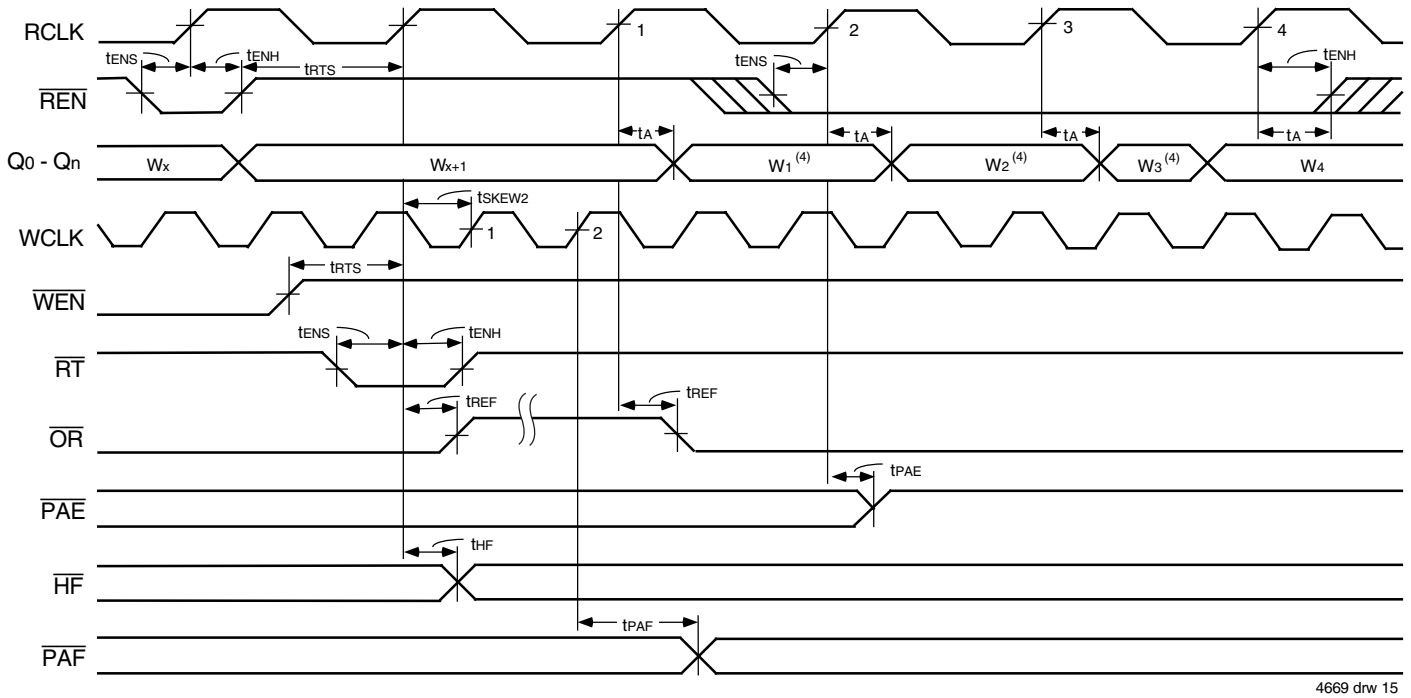 RCLK 1 2 3 4
tENS tENH tRTS tENS tENH
REN
tA tA tA tA
Q0 - Qn Wx Wx+1 W1 (4) W2 (4) W3 (4) W4
tSKEW2
WCLK 1 2
tRTS
WEN
tENS tENH
RT
tREF tREF
OR
tPAE
PAE
tHF
HF
tPAF
PAF
4669 drw 15